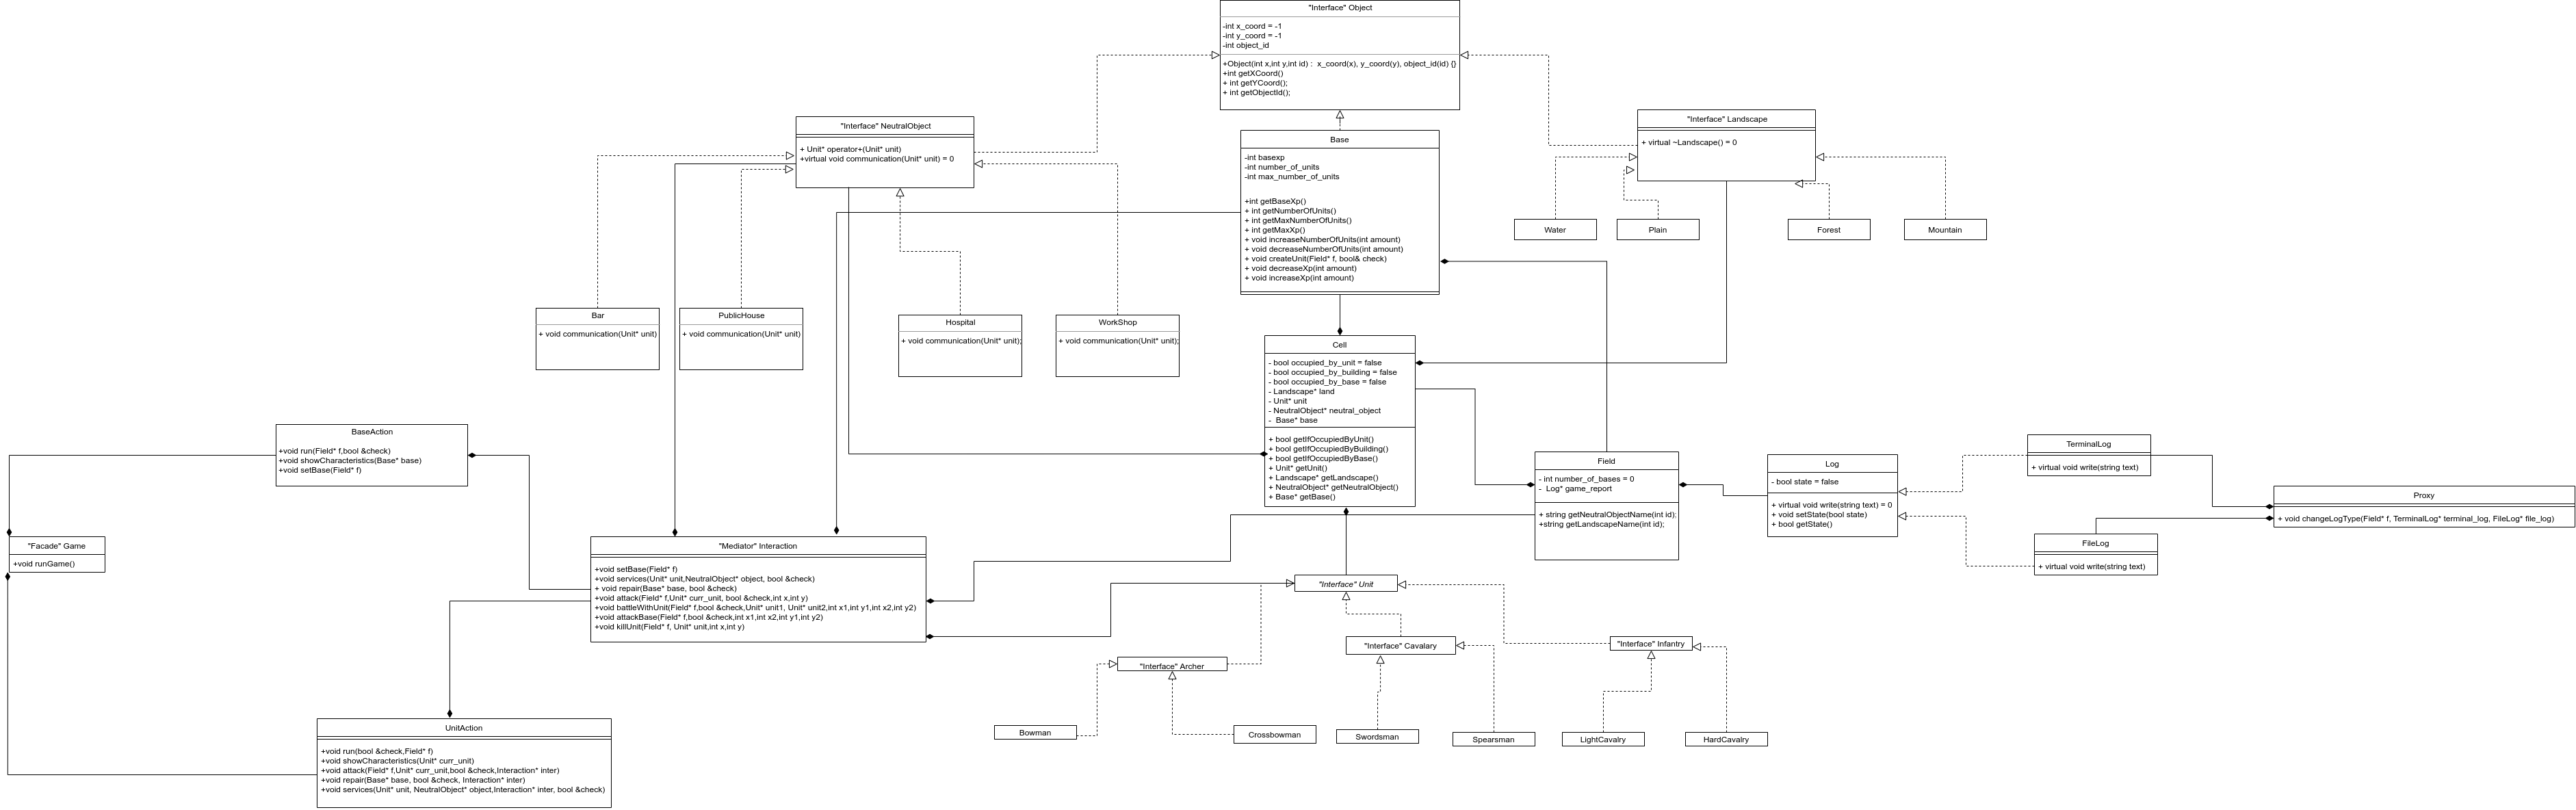 "Interface" Object
-int x_coord = -1
-int y_coord = -1
-int object_id
+Object(int x,int y,int id) :  x_coord(x), y_coord(y), object_id(id) {}
+int getXCoord()
+ int getYCoord();
+ int getObjectId();
"Interface" NeutralObject
+ Unit* operator+(Unit* unit)
+virtual void communication(Unit* unit) = 0
Base
-int basexp
-int number_of_units
-int max_number_of_units
+int getBaseXp()
+ int getNumberOfUnits()
+ int getMaxNumberOfUnits()
+ int getMaxXp()
+ void increaseNumberOfUnits(int amount)
+ void decreaseNumberOfUnits(int amount)
+ void createUnit(Field* f, bool& check)
+ void decreaseXp(int amount)
+ void increaseXp(int amount)
"Interface" Landscape
+ virtual ~Landscape() = 0
Water
Plain
Forest
Mountain
Bar
+ void communication(Unit* unit)
PublicHouse
+ void communication(Unit* unit)
Hospital
+ void communication(Unit* unit);
WorkShop
+ void communication(Unit* unit);
Cell
- bool occupied_by_unit = false
- bool occupied_by_building = false
- bool occupied_by_base = false
- Landscape* land
- Unit* unit
- NeutralObject* neutral_object
-  Base* base
+ bool getIfOccupiedByUnit()
+ bool getIfOccupiedByBuilding()
+ bool getIfOccupiedByBase()
+ Unit* getUnit()
+ Landscape* getLandscape()
+ NeutralObject* getNeutralObject()
+ Base* getBase()
BaseAction
+void run(Field* f,bool &check)
+void showCharacteristics(Base* base)
+void setBase(Field* f)
Field
- int number_of_bases = 0
-  Log* game_report
+ string getNeutralObjectName(int id);
+string getLandscapeName(int id);
Log
- bool state = false
+ virtual void write(string text) = 0
+ void setState(bool state)
+ bool getState()
TerminalLog
+ virtual void write(string text)
Proxy
+ void changeLogType(Field* f, TerminalLog* terminal_log, FileLog* file_log)
FileLog
+ virtual void write(string text)
"Facade" Game
+void runGame()
"Mediator" Interaction
+void setBase(Field* f)
+void services(Unit* unit,NeutralObject* object, bool &check)
+ void repair(Base* base, bool &check)
+void attack(Field* f,Unit* curr_unit, bool &check,int x,int y)
+void battleWithUnit(Field* f,bool &check,Unit* unit1, Unit* unit2,int x1,int y1,int x2,int y2)
+void attackBase(Field* f,bool &check,int x1,int x2,int y1,int y2)
+void killUnit(Field* f, Unit* unit,int x,int y)
"Interface" Unit
"Interface" Archer
"Interface" Cavalary
"Interface" Infantry
Bowman
Crossbowman
Swordsman
Spearsman
LightCavalry
HardCavalry
UnitAction
+void run(bool &check,Field* f)
+void showCharacteristics(Unit* curr_unit)
+void attack(Field* f,Unit* curr_unit,bool &check,Interaction* inter)
+void repair(Base* base, bool &check, Interaction* inter)
+void services(Unit* unit, NeutralObject* object,Interaction* inter, bool &check)